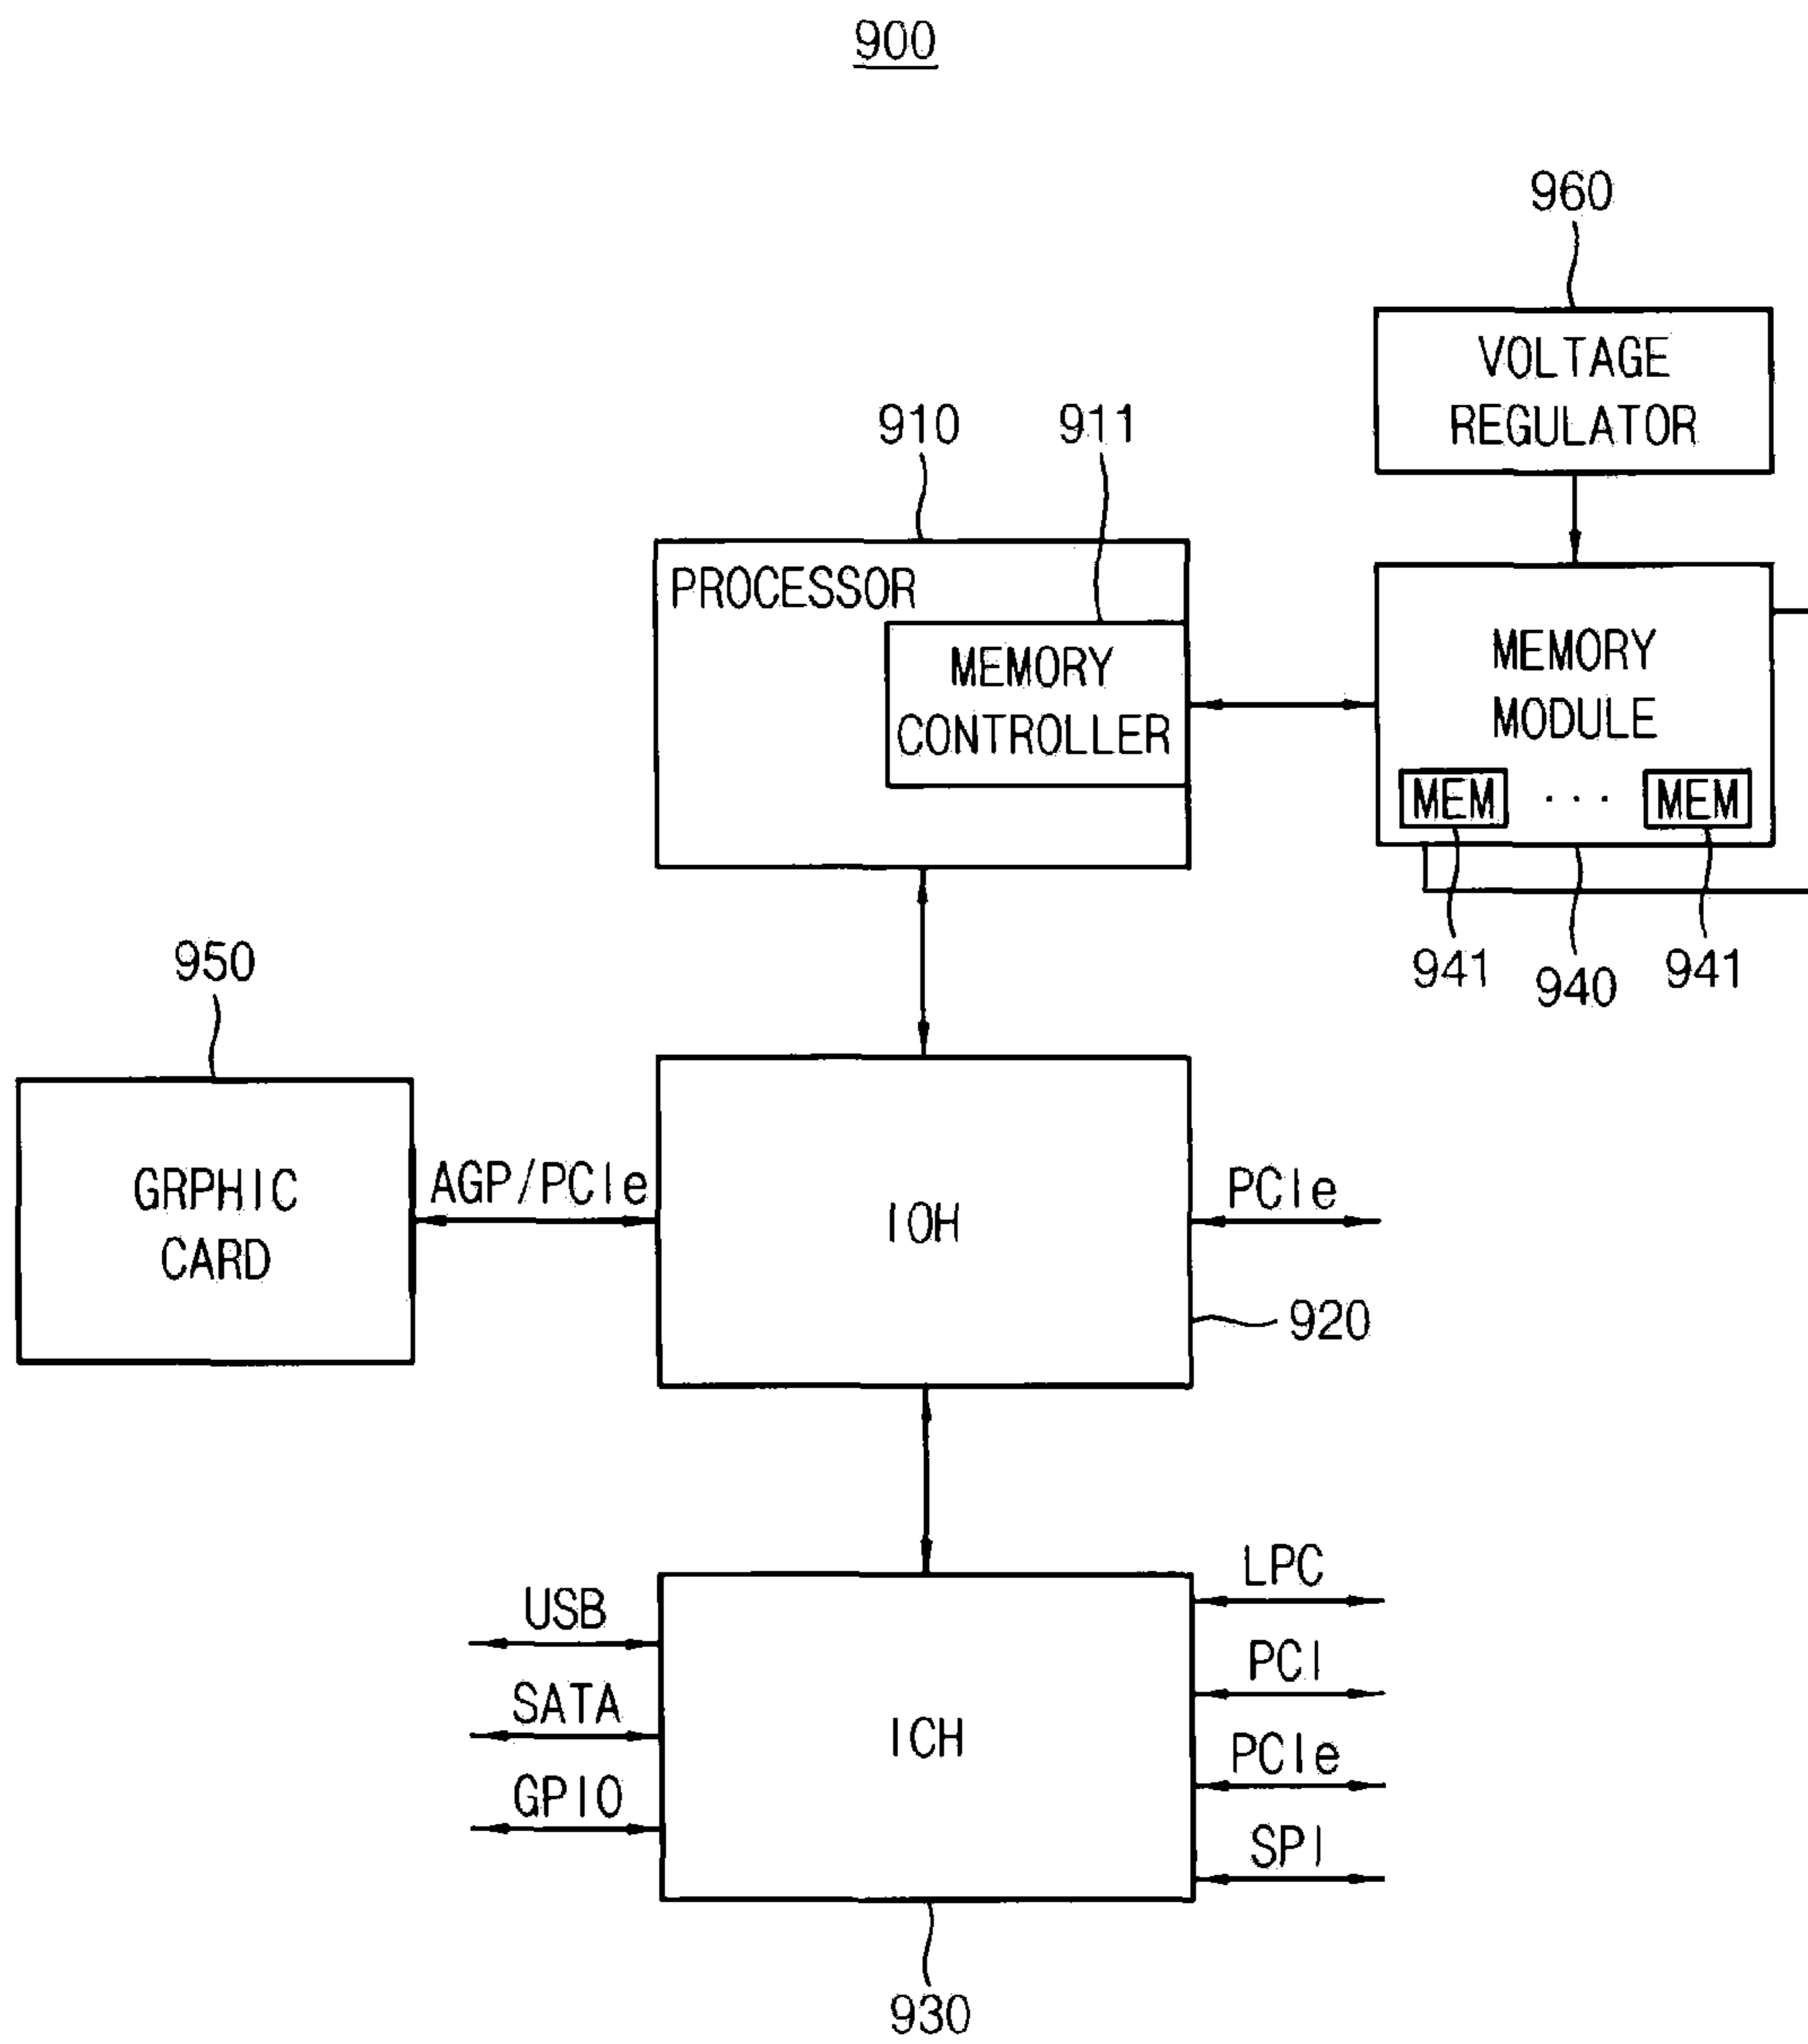 900
960
VOLTAGE
REGULATOR
910
911
PROCESSOR
MEMORY
CONTROLLER
MEMORY
MODULE
MEM ... MEM
941
940
941
950
GRPHIC
CARD
AGP/PCIe
IOH
PCIe
920
USB
SATA
GPIO
ICH
LPC
PCI
PCIe
SPI
930